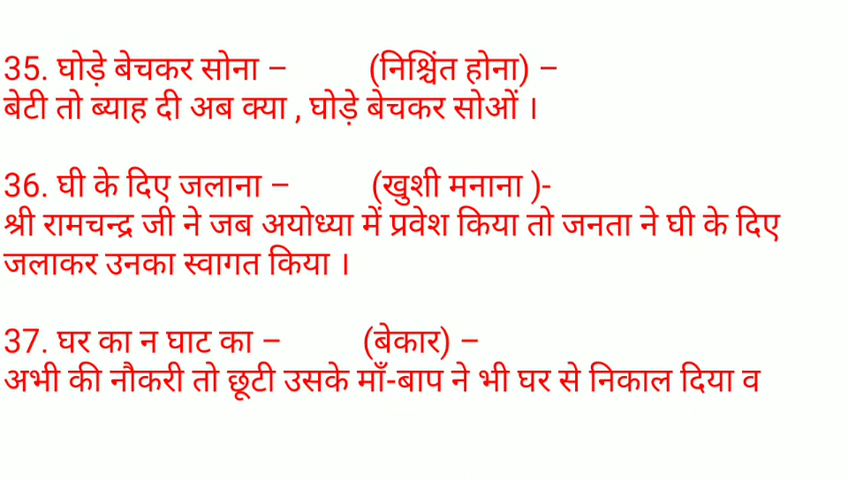 35. घोड़े बेचकर सोना – (निश्चिंत होना) –
बेटी तो ब्याह दी अब क्या , घोड़े बेचकर सोओं ।
36. घी के दिए जलाना – (खुशी मनाना )-
श्री रामचन्द्र जी ने जब अयोध्या में प्रवेश किया तो जनता ने घी के दिए
जलाकर उनका स्वागत किया ।
37. घर का न घाट का – (बेकार) –
अभी की नौकरी तो छूटी उसके माँ-बाप ने भी घर से निकाल दिया व